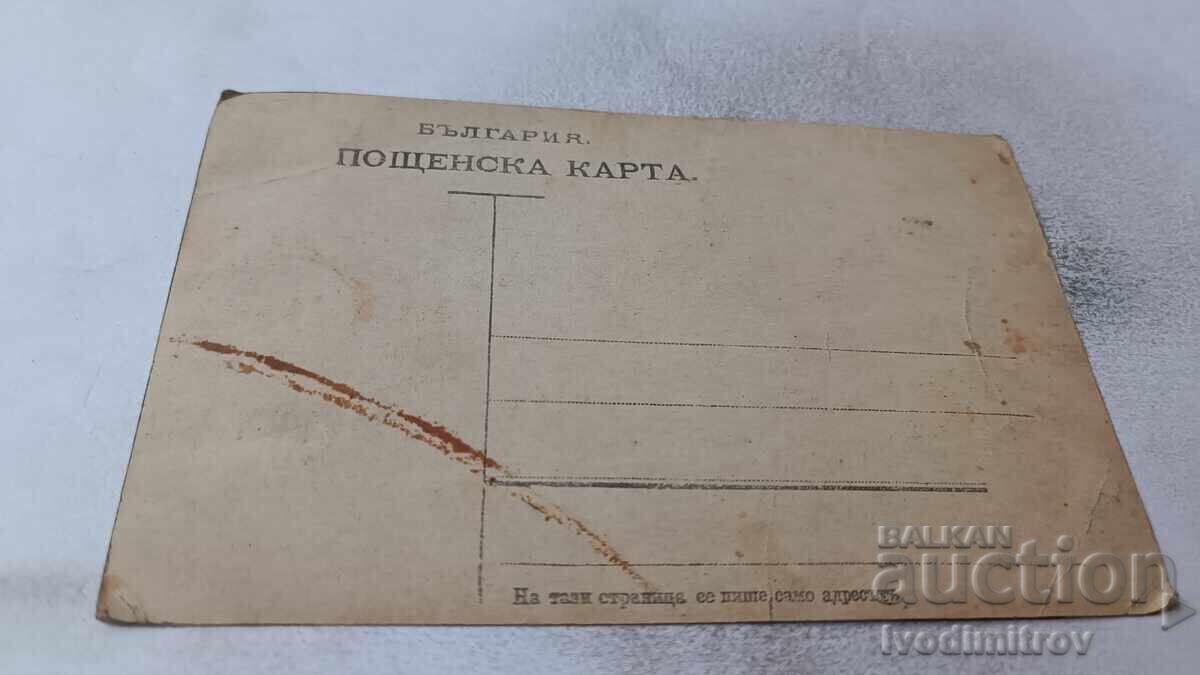 БЪЛГАРИЯ.
ПОЩЕНСКА КАРТА.
На тази страница се пише само адресътъ.
BALKAN
auction
Ivodimitrov